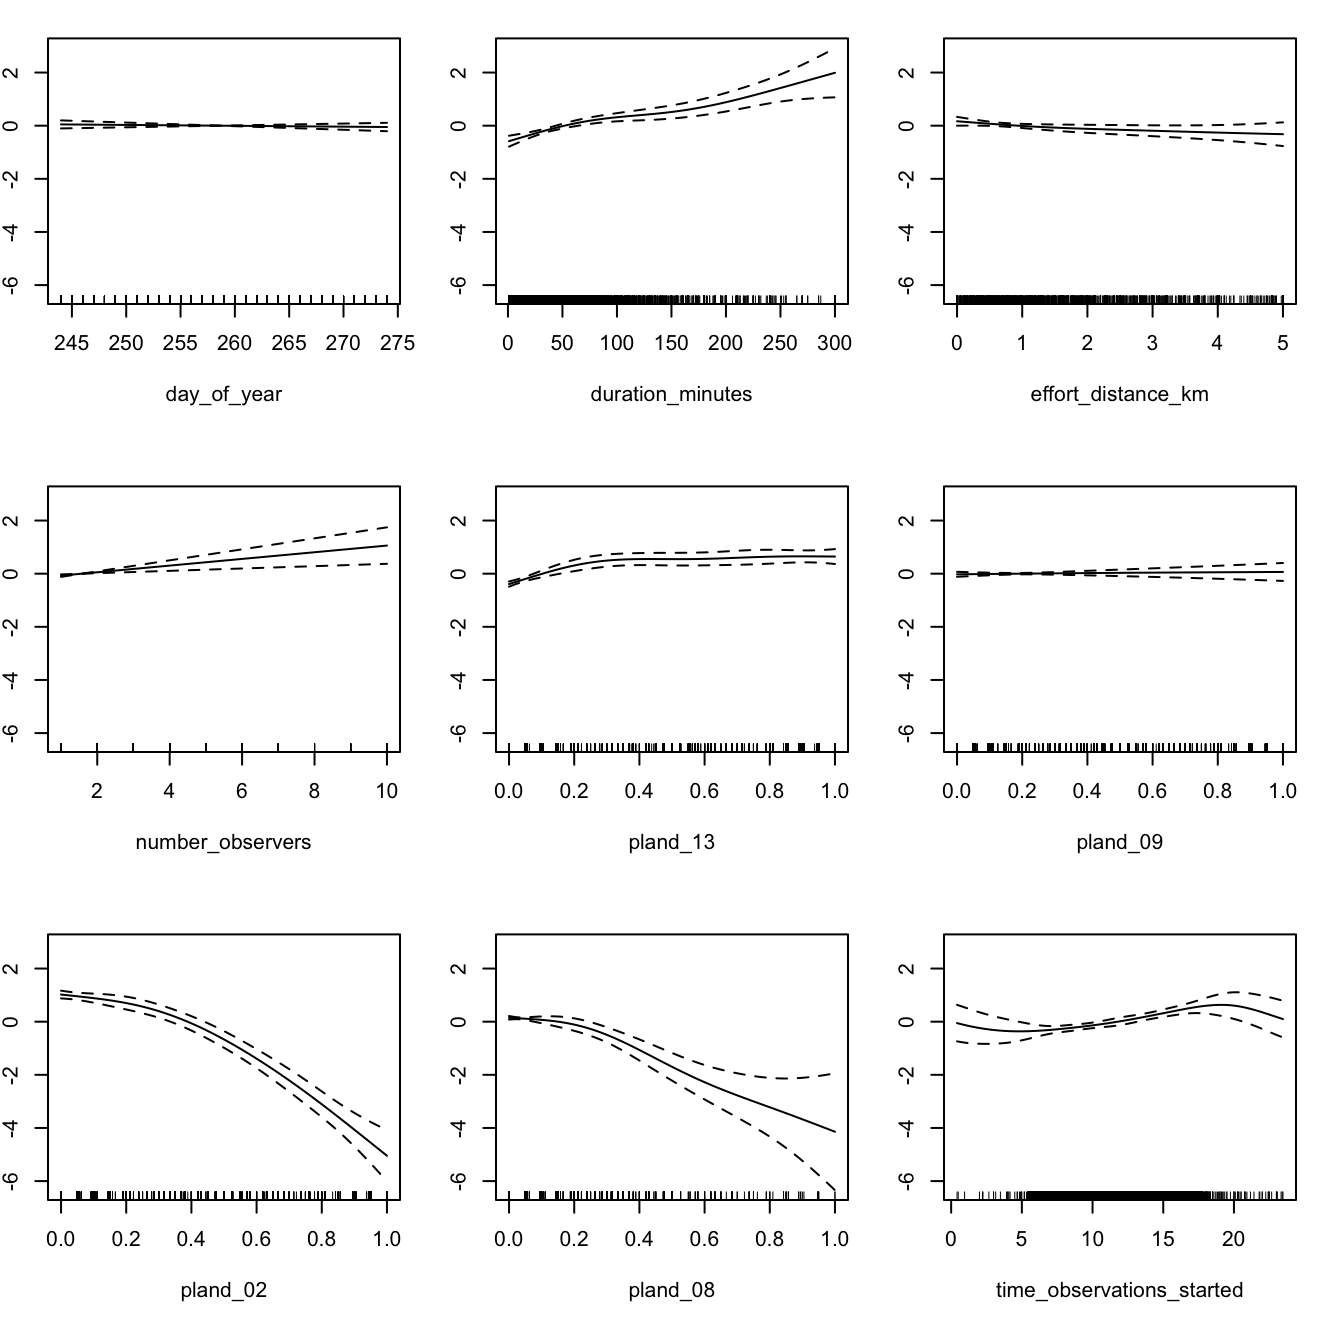 2
0
-2
-4
-6
245 250 255 260 265 270 275
day_of_year
2
0
-2
-4
-6
0 50 100 150 200 250 300
duration_minutes
2
0
-2
-4
-6
0 1 2 3 4 5
effort_distance_km
2
0
-2
-4
-6
2 4 6 8 10
number_observers
2
0
-2
-4
-6
0.0 0.2 0.4 0.6 0.8 1.0
pland_13
2
0
-2
-4
-6
0.0 0.2 0.4 0.6 0.8 1.0
pland_09
2
0
-2
-4
-6
0.0 0.2 0.4 0.6 0.8 1.0
pland_02
2
0
-2
-4
-6
0.0 0.2 0.4 0.6 0.8 1.0
pland_08
2
0
-2
-4
-6
0 5 10 15 20
time_observations_started